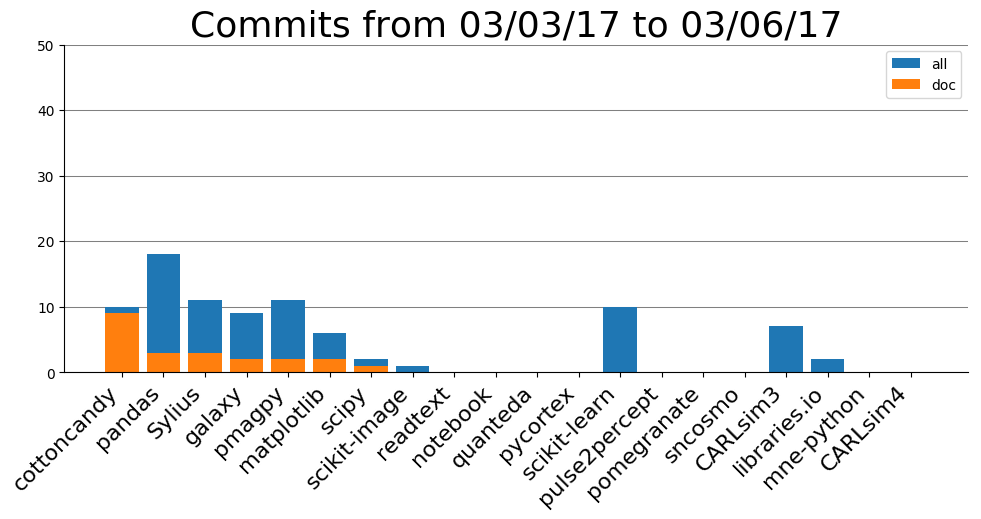 Commits from 03/03/17 to 03/06/17
50
40
30
20
10
0
all
doc
cottoncandy
pandas
Sylius
galaxy
pmagpy
matplotlib
scipy
scikit-image
readtext
notebook
quanteda
pycortex
scikit-learn
pulse2percept
pomegranate
sncosmo
CARLsim3
libraries.io
mne-python
CARLsim4